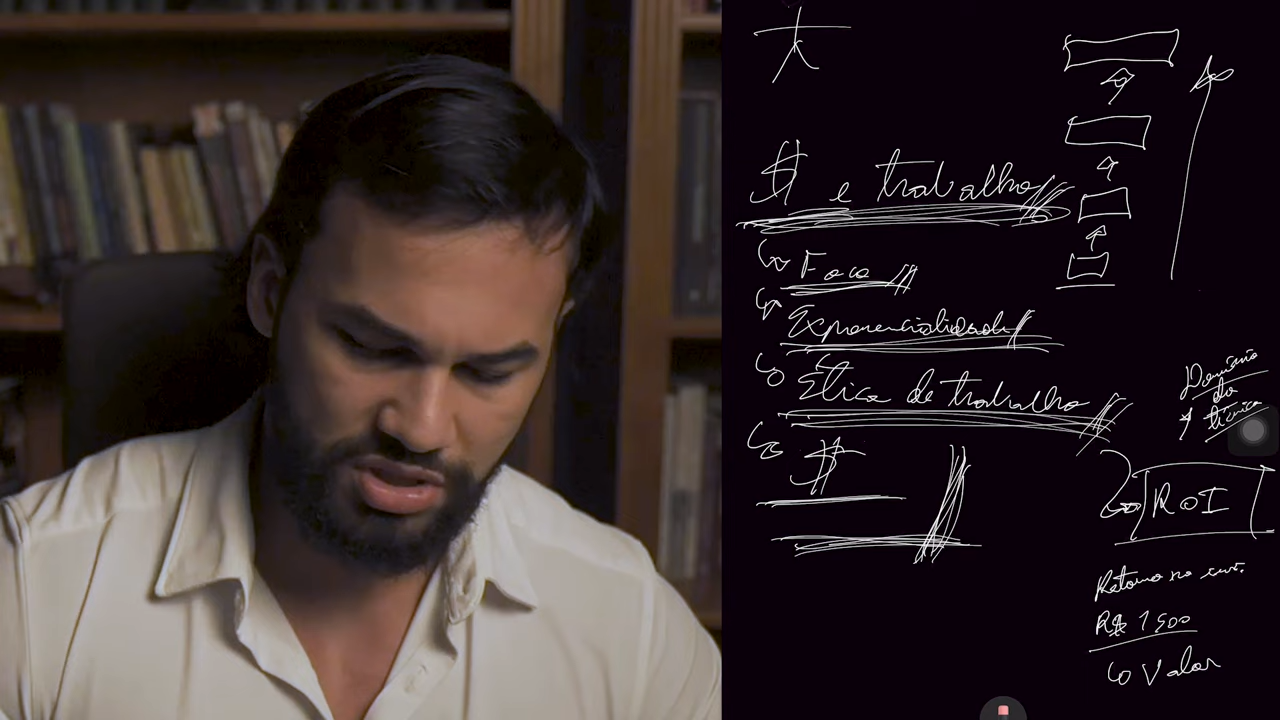 $ e trabalho
Foco
Exponencialidade
Ética de trabalho
$
Domínio
da
técnica
ROI
Retorno no inv.
R$ 1500
Valor